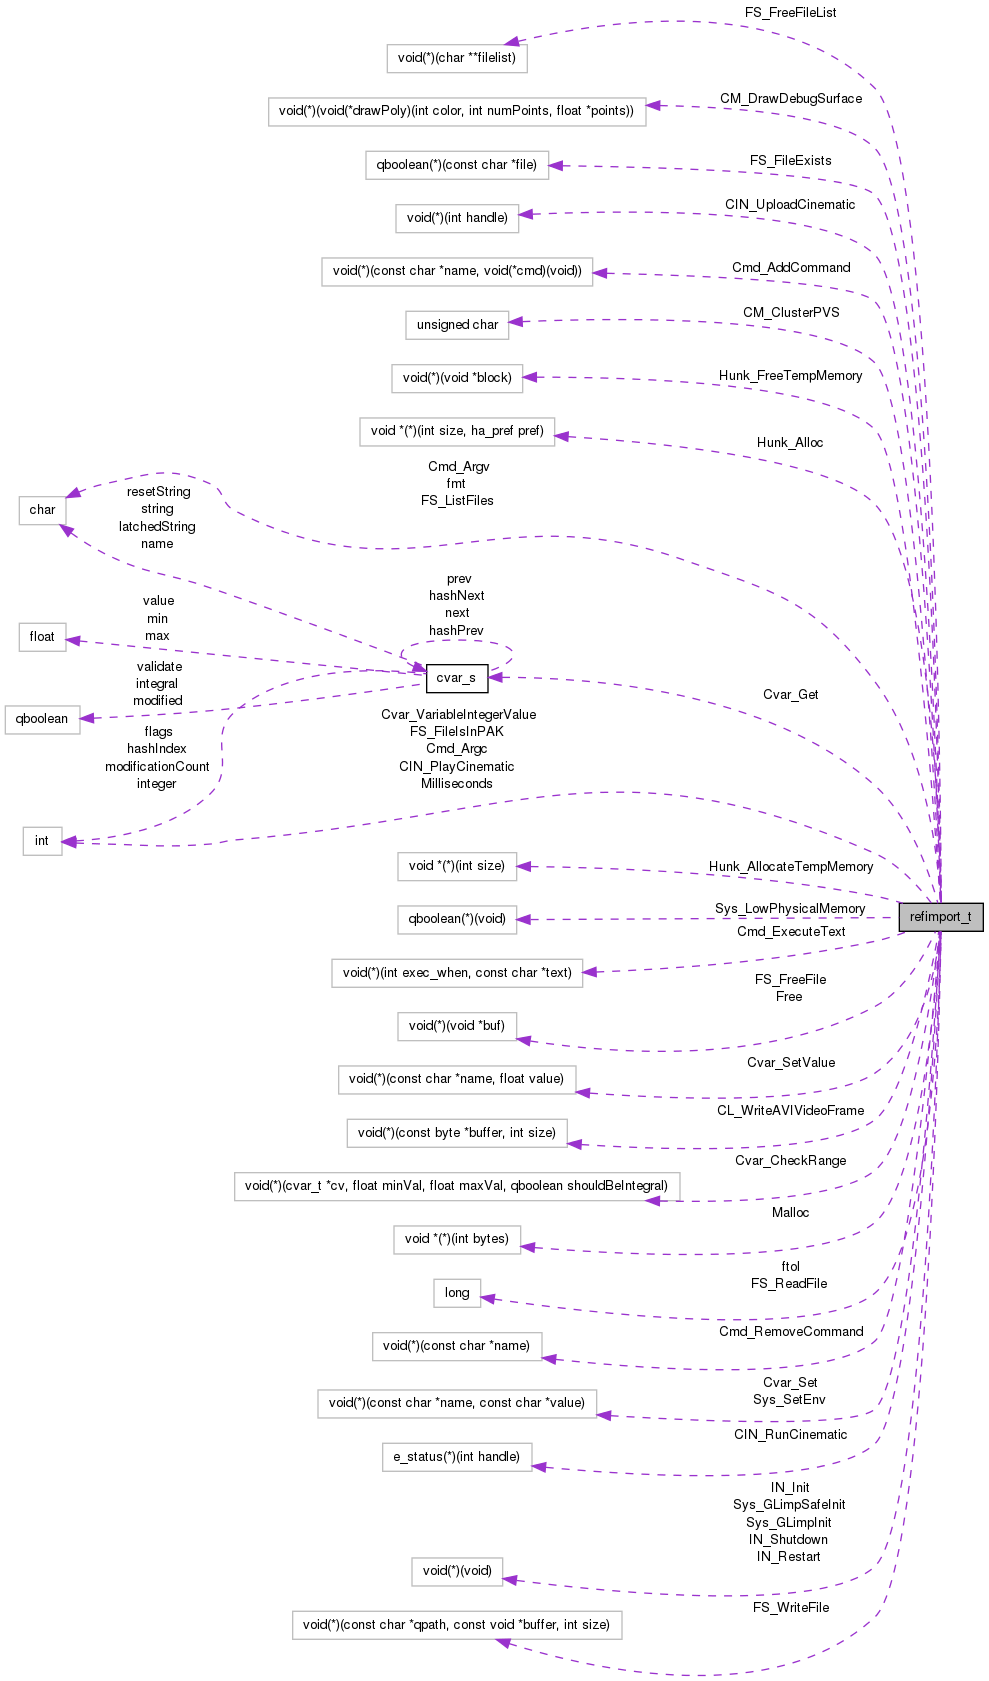 FS_FreeFileList
void(*)(char **filelist)
CM_DrawDebugSurface
void(*)(void(*drawPoly)(int color, int numPoints, float *points))
FS_FileExists
qboolean(*)(const char *file)
CIN_UploadCinematic
void(*)(int handle)
Cmd_AddCommand
void(*)(const char *name, void(*cmd)(void))
CM_ClusterPVS
unsigned char
Hunk_FreeTempMemory
void(*)(void *block)
void *(*)(int size, ha_pref pref)
Hunk_Alloc
Cmd_Argv
fmt
FS_ListFiles
resetString
string
latchedString
name
char
prev
hashNext
next
hashPrev
value
min
max
float
validate
integral
modified
cvar_s
Cvar_Get
qboolean
flags
hashIndex
modificationCount
integer
Cvar_VariableIntegerValue
FS_FileIsInPAK
Cmd_Argc
CIN_PlayCinematic
Milliseconds
int
void *(*)(int size)
Hunk_AllocateTempMemory
qboolean(*)(void)
Sys_LowPhysicalMemory
refimport_t
Cmd_ExecuteText
void(*)(int exec_when, const char *text)
FS_FreeFile
Free
void(*)(void *buf)
Cvar_SetValue
void(*)(const char *name, float value)
CL_WriteAVIVideoFrame
void(*)(const byte *buffer, int size)
Cvar_CheckRange
void(*)(cvar_t *cv, float minVal, float maxVal, qboolean shouldBeIntegral)
Malloc
void *(*)(int bytes)
ftol
FS_ReadFile
long
Cmd_RemoveCommand
void(*)(const char *name)
Cvar_Set
Sys_SetEnv
void(*)(const char *name, const char *value)
CIN_RunCinematic
e_status(*)(int handle)
IN_Init
Sys_GLimpSafeInit
Sys_GLimpInit
IN_Shutdown
IN_Restart
void(*)(void)
FS_WriteFile
void(*)(const char *qpath, const void *buffer, int size)